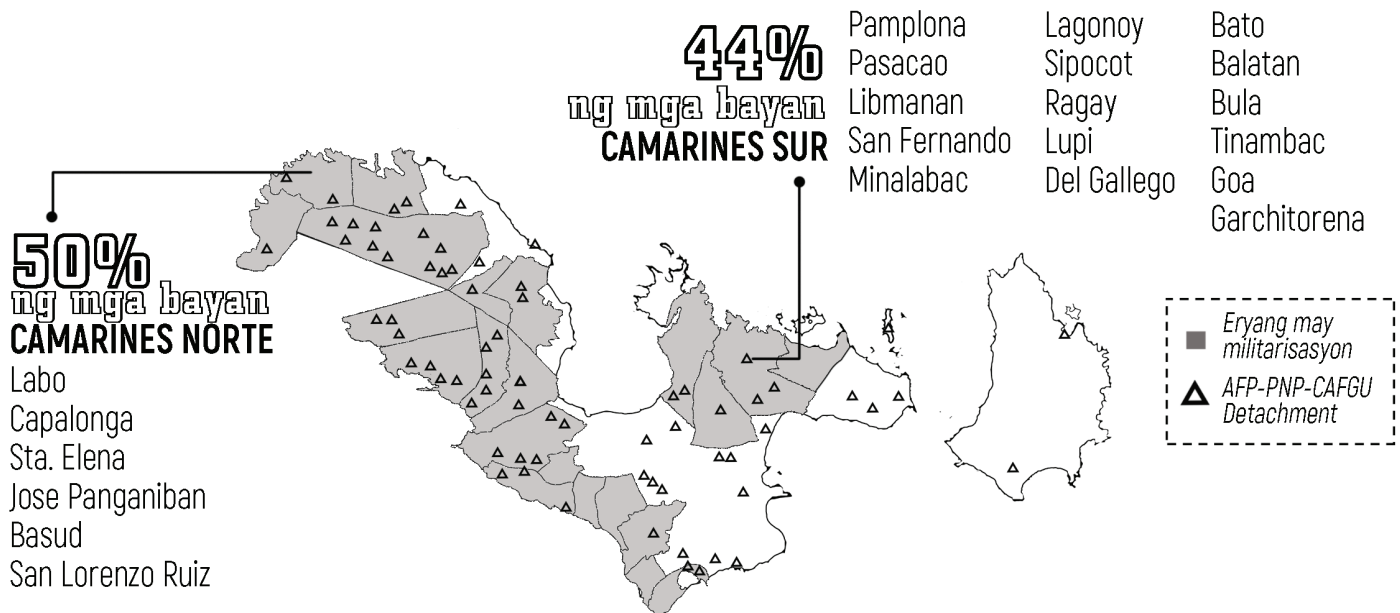 44%
ng mga bayan
CAMARINES SUR
Pamplona
Pasacao
Libmanan
San Fernando
Minalabac
Lagonoy
Sipocot
Ragay
Lupi
Del Gallego
Bato
Balatan
Bula
Tinambac
Goa
Garchitorena
50%
ng mga bayan
CAMARINES NORTE
Labo
Capalonga
Sta. Elena
Jose Panganiban
Basud
San Lorenzo Ruiz
Eryang may
militarisasyon
AFP-PNP-CAFGU
Detachment